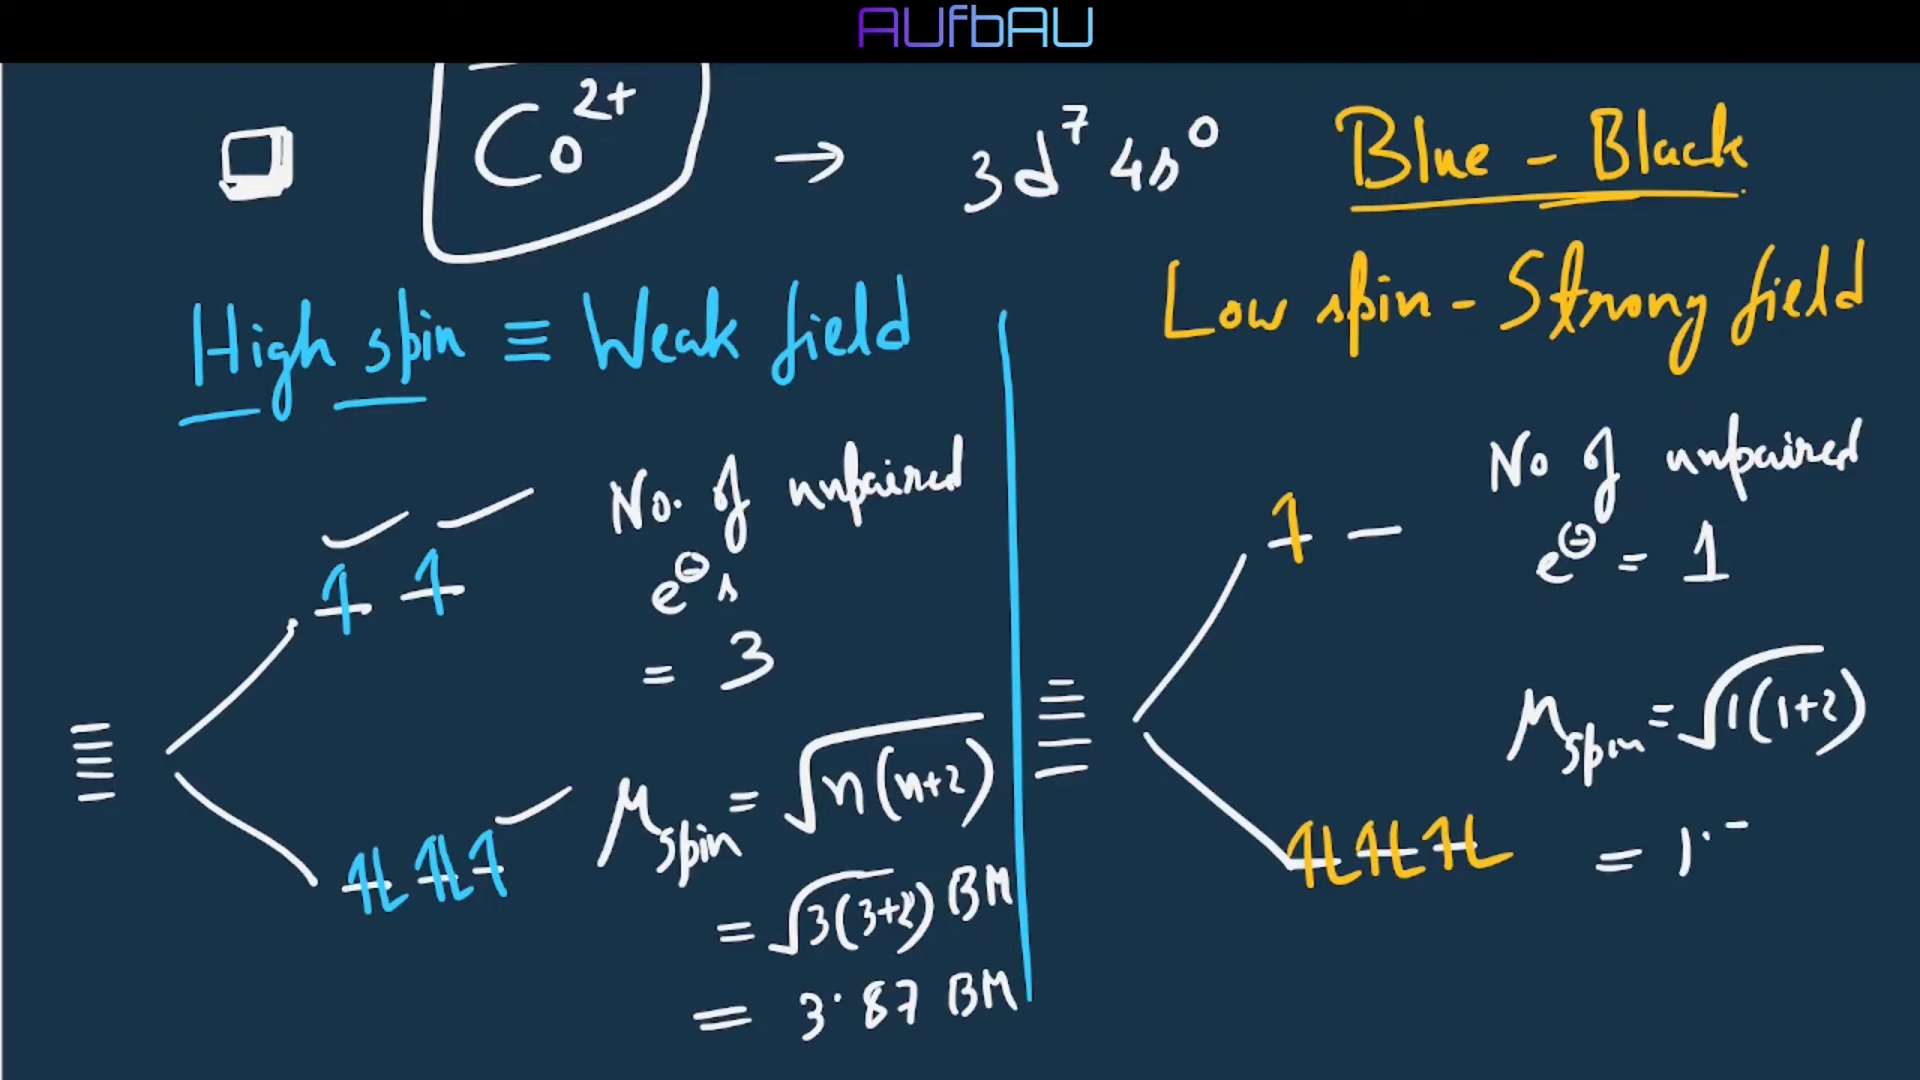 AUfbAU
Co²⁺ → 3d⁷ 4s⁰
Blue - Black
High spin ≡ Weak field
No. of unpaired
e⊖s
= 3
μspin = √n(n+2)
= √3(3+2) BM
= 3.87 BM
Low spin - Strong field
No of unpaired
e⊖ = 1
μspin = √1(1+2)
= 1.